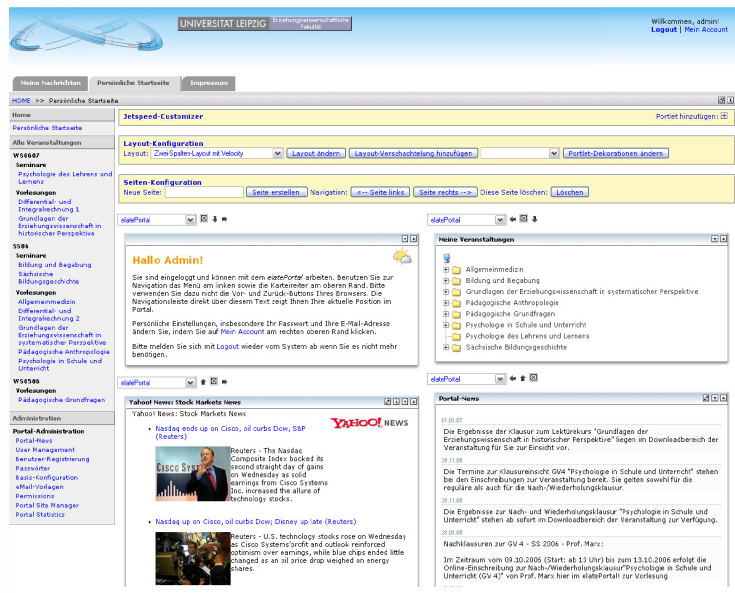 UNIVERSITÄT LEIPZIG
Erziehungswissenschaftliche
Fakultät
Willkommen, admin!
Logout | Mein Account
Meine Nachrichten
Persönliche Startseite
Impressum
HOME >> Persönliche Startseite
Home
Persönliche Startseite
Alle Veranstaltungen
WS0607
Seminare
Psychologie des Lehrens und
Lernens
Vorlesungen
Differential- und
Integralrechnung 1
Grundlagen der
Erziehungswissenschaft in
historischer Perspektive
SS06
Seminare
Bildung und Begabung
Sächsische
Bildungsgeschichte
Vorlesungen
Allgemeinmedizin
Differential- und
Integralrechnung 2
Grundlagen der
Erziehungswissenschaft in
systematischer Perspektive
Pädagogische Anthropologie
Psychologie in Schule und
Unterricht
WS0506
Vorlesungen
Pädagogische Grundfragen
Administration
Portal-Administration
Portal-News
User Management
Benutzer-Registrierung
Passwörter
Basis-Konfiguration
eMail-Vorlagen
Permissions
Portal Site Manager
Portal Statistics
Jetspeed-Customizer
Portlet hinzufügen:
Layout-Konfiguration
Layout: Zwei-Spalten-Layout mit Velocity Layout ändern Layout-Verschachtelung hinzufügen Portlet-Dekorationen ändern
Seiten-Konfiguration
Neue Seite: Seite erstellen Navigation: <-- Seite links Seite rechts --> Diese Seite löschen: Löschen
elatePortal
Hallo Admin!
Sie sind eingeloggt und können mit dem elatePortal arbeiten. Benutzen Sie zur
Navigation das Menü am linken sowie die Karteireiter am oberen Rand. Bitte
verwenden Sie dazu nicht die Vor- und Zurück-Buttons Ihres Browsers. Die
Navigationsleiste direkt über diesem Text zeigt Ihnen Ihre aktuelle Position im
Portal.
Persönliche Einstellungen, insbesondere Ihr Passwort und Ihre E-Mail-Adresse
ändern Sie, indem Sie auf Mein Account am rechten oberen Rand klicken.
Bitte melden Sie sich mit Logout wieder vom System ab wenn Sie es nicht mehr
benötigen.
elatePortal
Yahoo! News: Stock Markets News
Yahoo! News: Stock Markets News
YAHOO! NEWS
Nasdaq ends up on Cisco, oil curbs Dow, S&P
(Reuters)
Cisco Sys
Reuters - The Nasdaq
Composite Index booked its
second straight day of gains
on Wednesday as solid
earnings from Cisco Systems
Inc. increased the allure of
technology stocks.
Nasdaq up on Cisco, oil curbs Dow; Disney up late (Reuters)
Reuters - U.S. technology stocks rose on Wednesday
as Cisco Systems'profit and outlook reinforced
optimism over earnings, while blue chips ended little
changed as an oil price drop weighed on energy
shares.
elatePortal
Meine Veranstaltungen
Allgemeinmedizin
Bildung und Begabung
Grundlagen der Erziehungswissenschaft in systematischer Perspektive
Pädagogische Anthropologie
Pädagogische Grundfragen
Psychologie in Schule und Unterricht
Psychologie des Lehrens und Lernens
Sächsische Bildungsgeschichte
elatePortal
Portal-News
Die Ergebnisse der Klausur zum Lektürekurs "Grundlagen der
Erziehungswissenschaft in historischer Perspektive" liegen im Downloadbereich der
Veranstaltung für Sie zur Einsicht vor.
Die Termine zur Klausureinsicht GV4 "Psychologie in Schule und Unterricht" stehen
bei den Einschreibungen zur Veranstaltung bereit. Sie gelten sowohl für die
reguläre als auch für die Nach-/Wiederholungsklausur.
Die Ergebnisse zur Nach- und Wiederholungsklausur "Psychologie in Schule und
Unterricht" stehen ab sofort im Downloadbereich der Veranstaltung zur Verfügung.
Nachklausuren zur GV 4 - SS 2006 - Prof. Marx:
Im Zeitraum vom 09.10.2006 (Start: ab 13 Uhr) bis zum 13.10.2006 erfolgt die
Online-Einschreibung zur Nach-/Wiederholungsklausur"Psychologie in Schule und
Unterricht (GV 4)" von Prof. Marx hier im elatePortal! zur Vorlesung